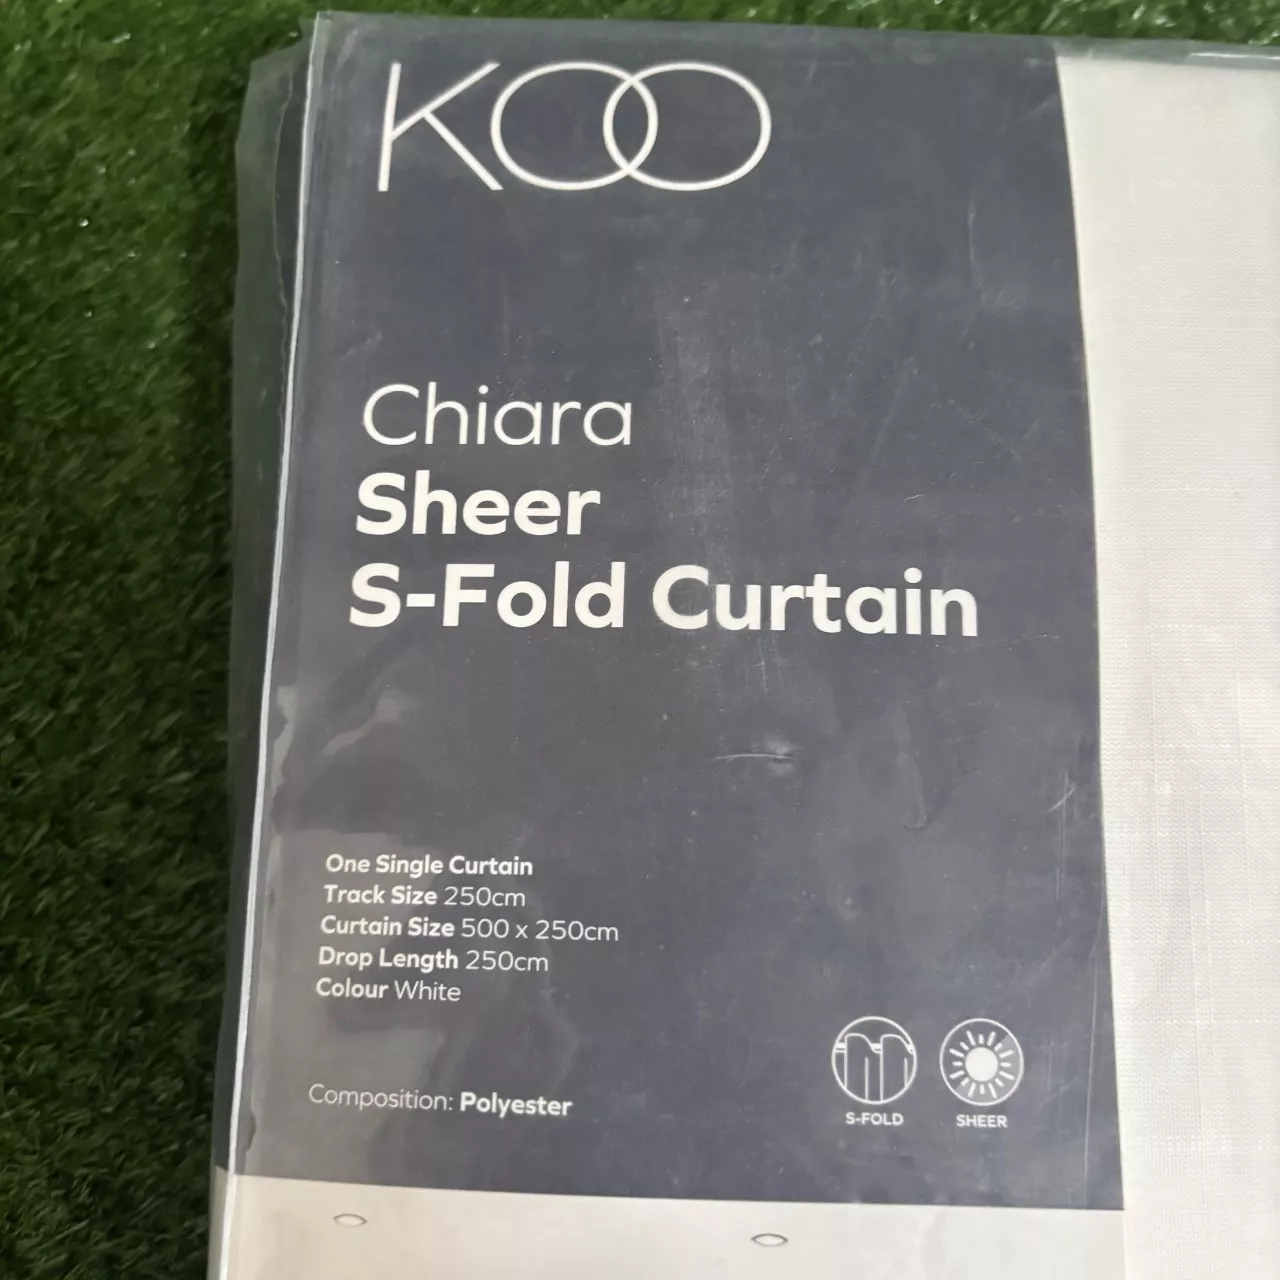 KOO
Chiara
Sheer
S-Fold Curtain
One Single Curtain
Track Size 250cm
Curtain Size 500 x 250cm
Drop Length 250cm
Colour White
Composition: Polyester
S-FOLD SHEER